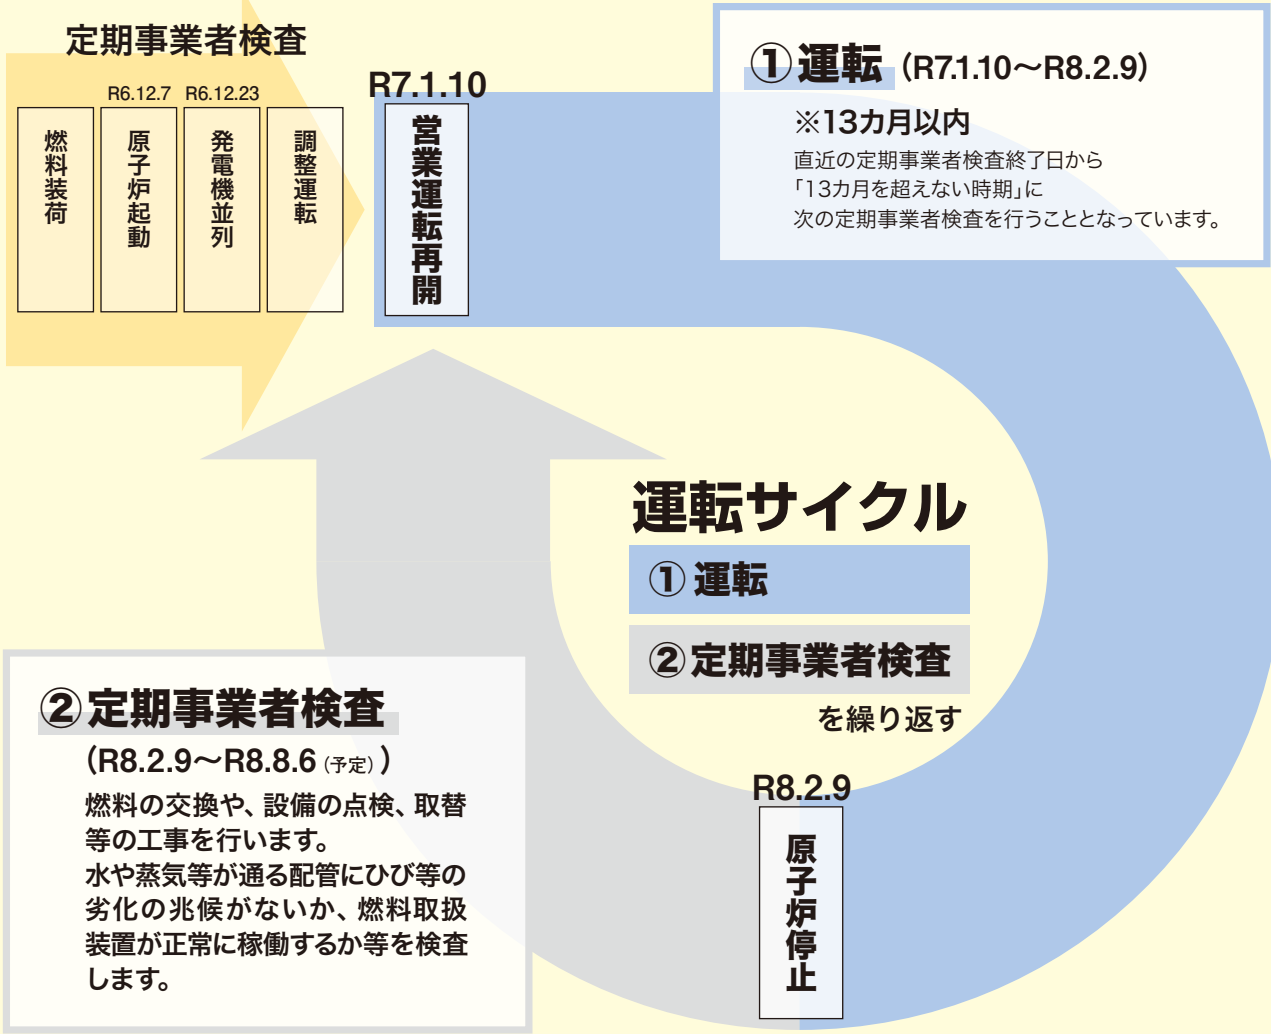 定期事業者検査
R6.12.7
R6.12.23
燃料装荷
原子炉起動
発電機並列
調整運転
R7.1.10
営業運転再開
①運転（R7.1.10～R8.2.9）
※13カ月以内
直近の定期事業者検査終了日から
「13カ月を超えない時期」に
次の定期事業者検査を行うこととなっています。
運転サイクル
①運転
②定期事業者検査
を繰り返す
R8.2.9
原子炉停止
②定期事業者検査
（R8.2.9～R8.8.6（予定））
燃料の交換や、設備の点検、取替
等の工事を行います。
水や蒸気等が通る配管にひび等の
劣化の兆候がないか、燃料取扱
装置が正常に稼働するか等を検査
します。